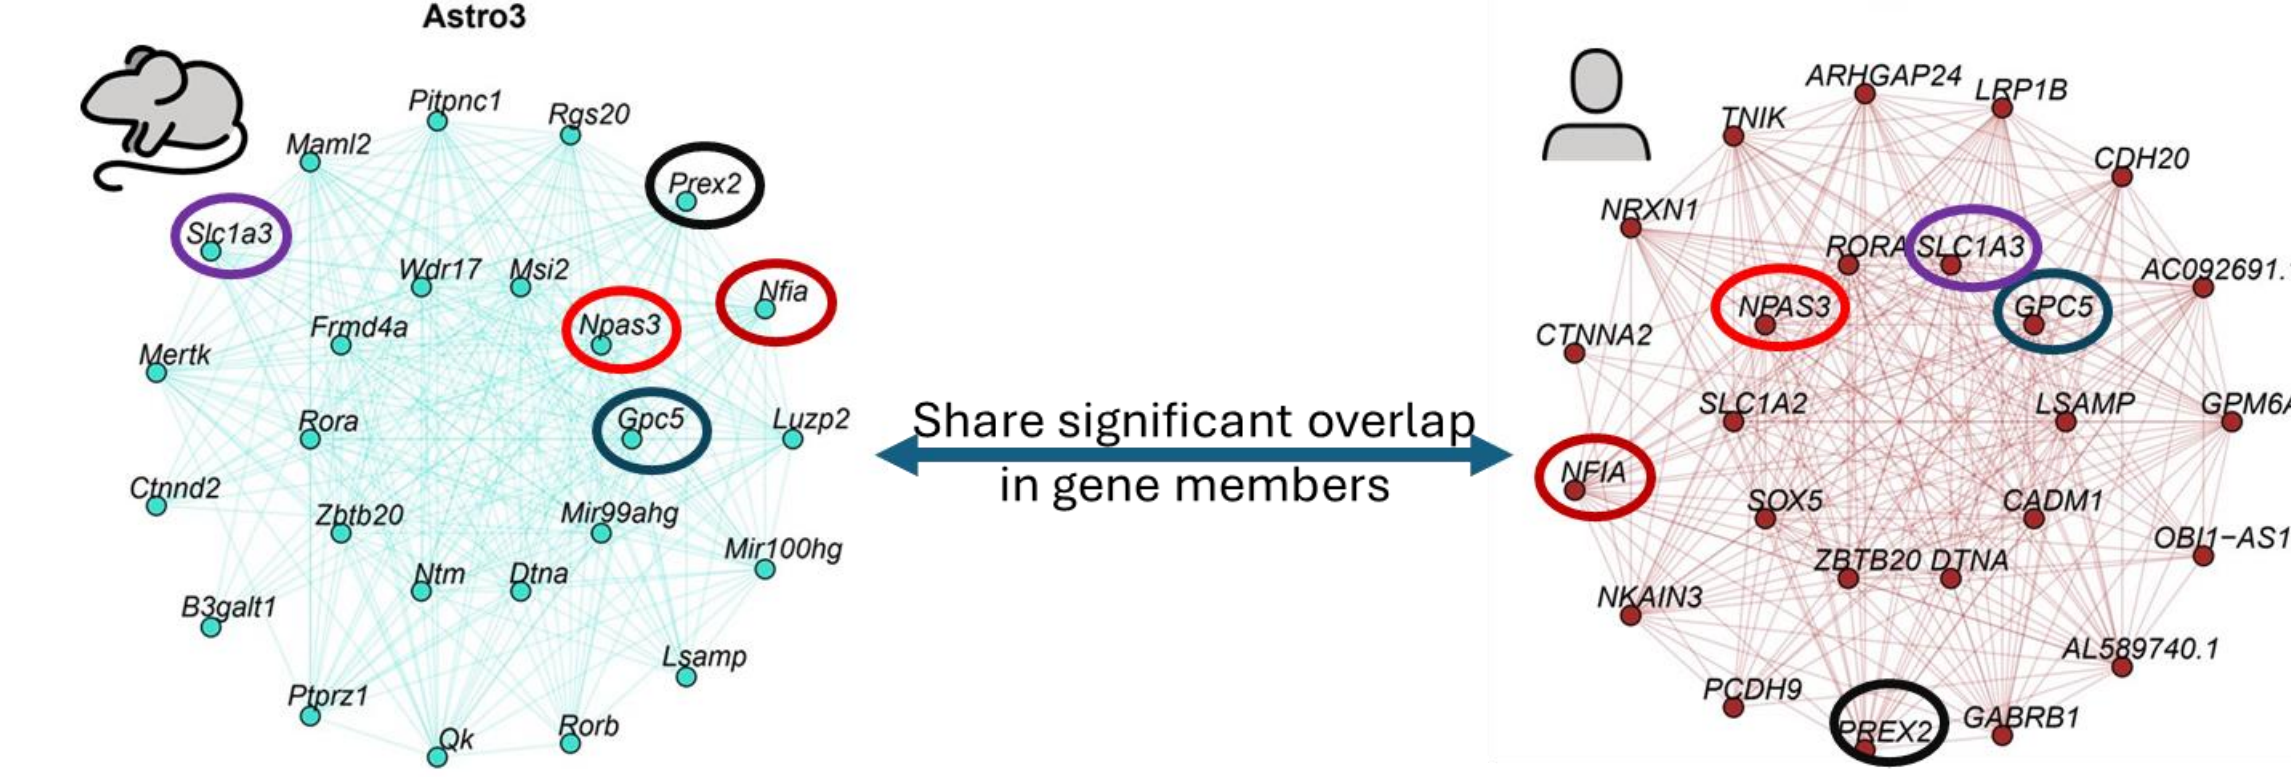 Astro3
Pitpnc1
Rgs20
Maml2
Prex2
Slc1a3
Wdr17
Msi2
Nfia
Npas3
Frmd4a
Mertk
Rora
Gpc5
Luzp2
Ctnnd2
Zbtb20
Mir99ahg
Mir100hg
Ntm
Dtna
B3galt1
Lsamp
Ptprz1
Rorb
Qk
Share significant overlap
in gene members
ARHGAP24
LRP1B
TNIK
CDH20
NRXN1
RORA
SLC1A3
AC092691.
NPAS3
GPC5
CTNNA2
SLC1A2
LSAMP
GPM6A
NFIA
SOX5
CADM1
OBI1-AS1
ZBTB20
DTNA
NKAIN3
AL589740.1
PCDH9
PREX2
GABRB1